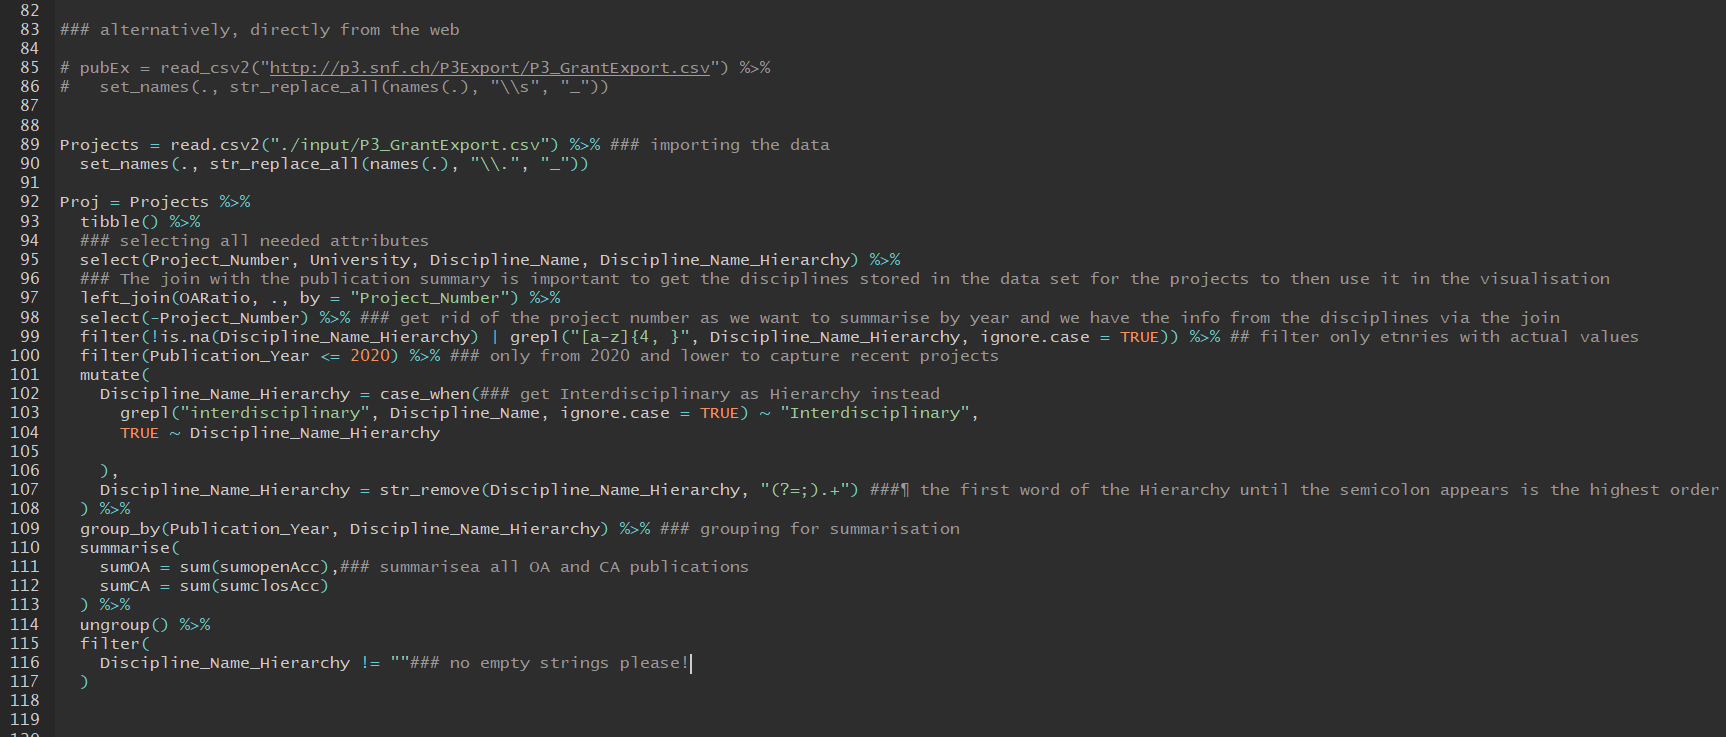 82
83 ### alternatively, directly from the web
84
85 # pubEx = read_csv2("http://p3.snf.ch/P3Export/P3_GrantExport.csv") %>%
86 #   set_names(., str_replace_all(names(.), "\\s", "_"))
87
88
89 Projects = read.csv2("./input/P3_GrantExport.csv") %>% ### importing the data
90   set_names(., str_replace_all(names(.), "\\.", "_"))
91
92 Proj = Projects %>%
93   tibble() %>%
94   ### selecting all needed attributes
95   select(Project_Number, University, Discipline_Name, Discipline_Name_Hierarchy) %>%
96   ### The join with the publication summary is important to get the disciplines stored in the data set for the projects to then use it in the visualisation
97   left_join(OARatio, ., by = "Project_Number") %>%
98   select(-Project_Number) %>% ### get rid of the project number as we want to summarise by year and we have the info from the disciplines via the join
99   filter(!is.na(Discipline_Name_Hierarchy) | grepl("[a-z]{4, }", Discipline_Name_Hierarchy, ignore.case = TRUE)) %>% ## filter only etnries with actual values
100   filter(Publication_Year <= 2020) %>% ### only from 2020 and lower to capture recent projects
101   mutate(
102     Discipline_Name_Hierarchy = case_when(### get Interdisciplinary as Hierarchy instead
103       grepl("interdisciplinary", Discipline_Name, ignore.case = TRUE) ~ "Interdisciplinary",
104       TRUE ~ Discipline_Name_Hierarchy
105
106     ),
107     Discipline_Name_Hierarchy = str_remove(Discipline_Name_Hierarchy, "(?=;).+") ###¶ the first word of the Hierarchy until the semicolon appears is the highest order
108   ) %>%
109   group_by(Publication_Year, Discipline_Name_Hierarchy) %>% ### grouping for summarisation
110   summarise(
111     sumOA = sum(sumopenAcc),### summarisea all OA and CA publications
112     sumCA = sum(sumclosAcc)
113   ) %>%
114   ungroup() %>%
115   filter(
116     Discipline_Name_Hierarchy != ""### no empty strings please!
117   )
118
119